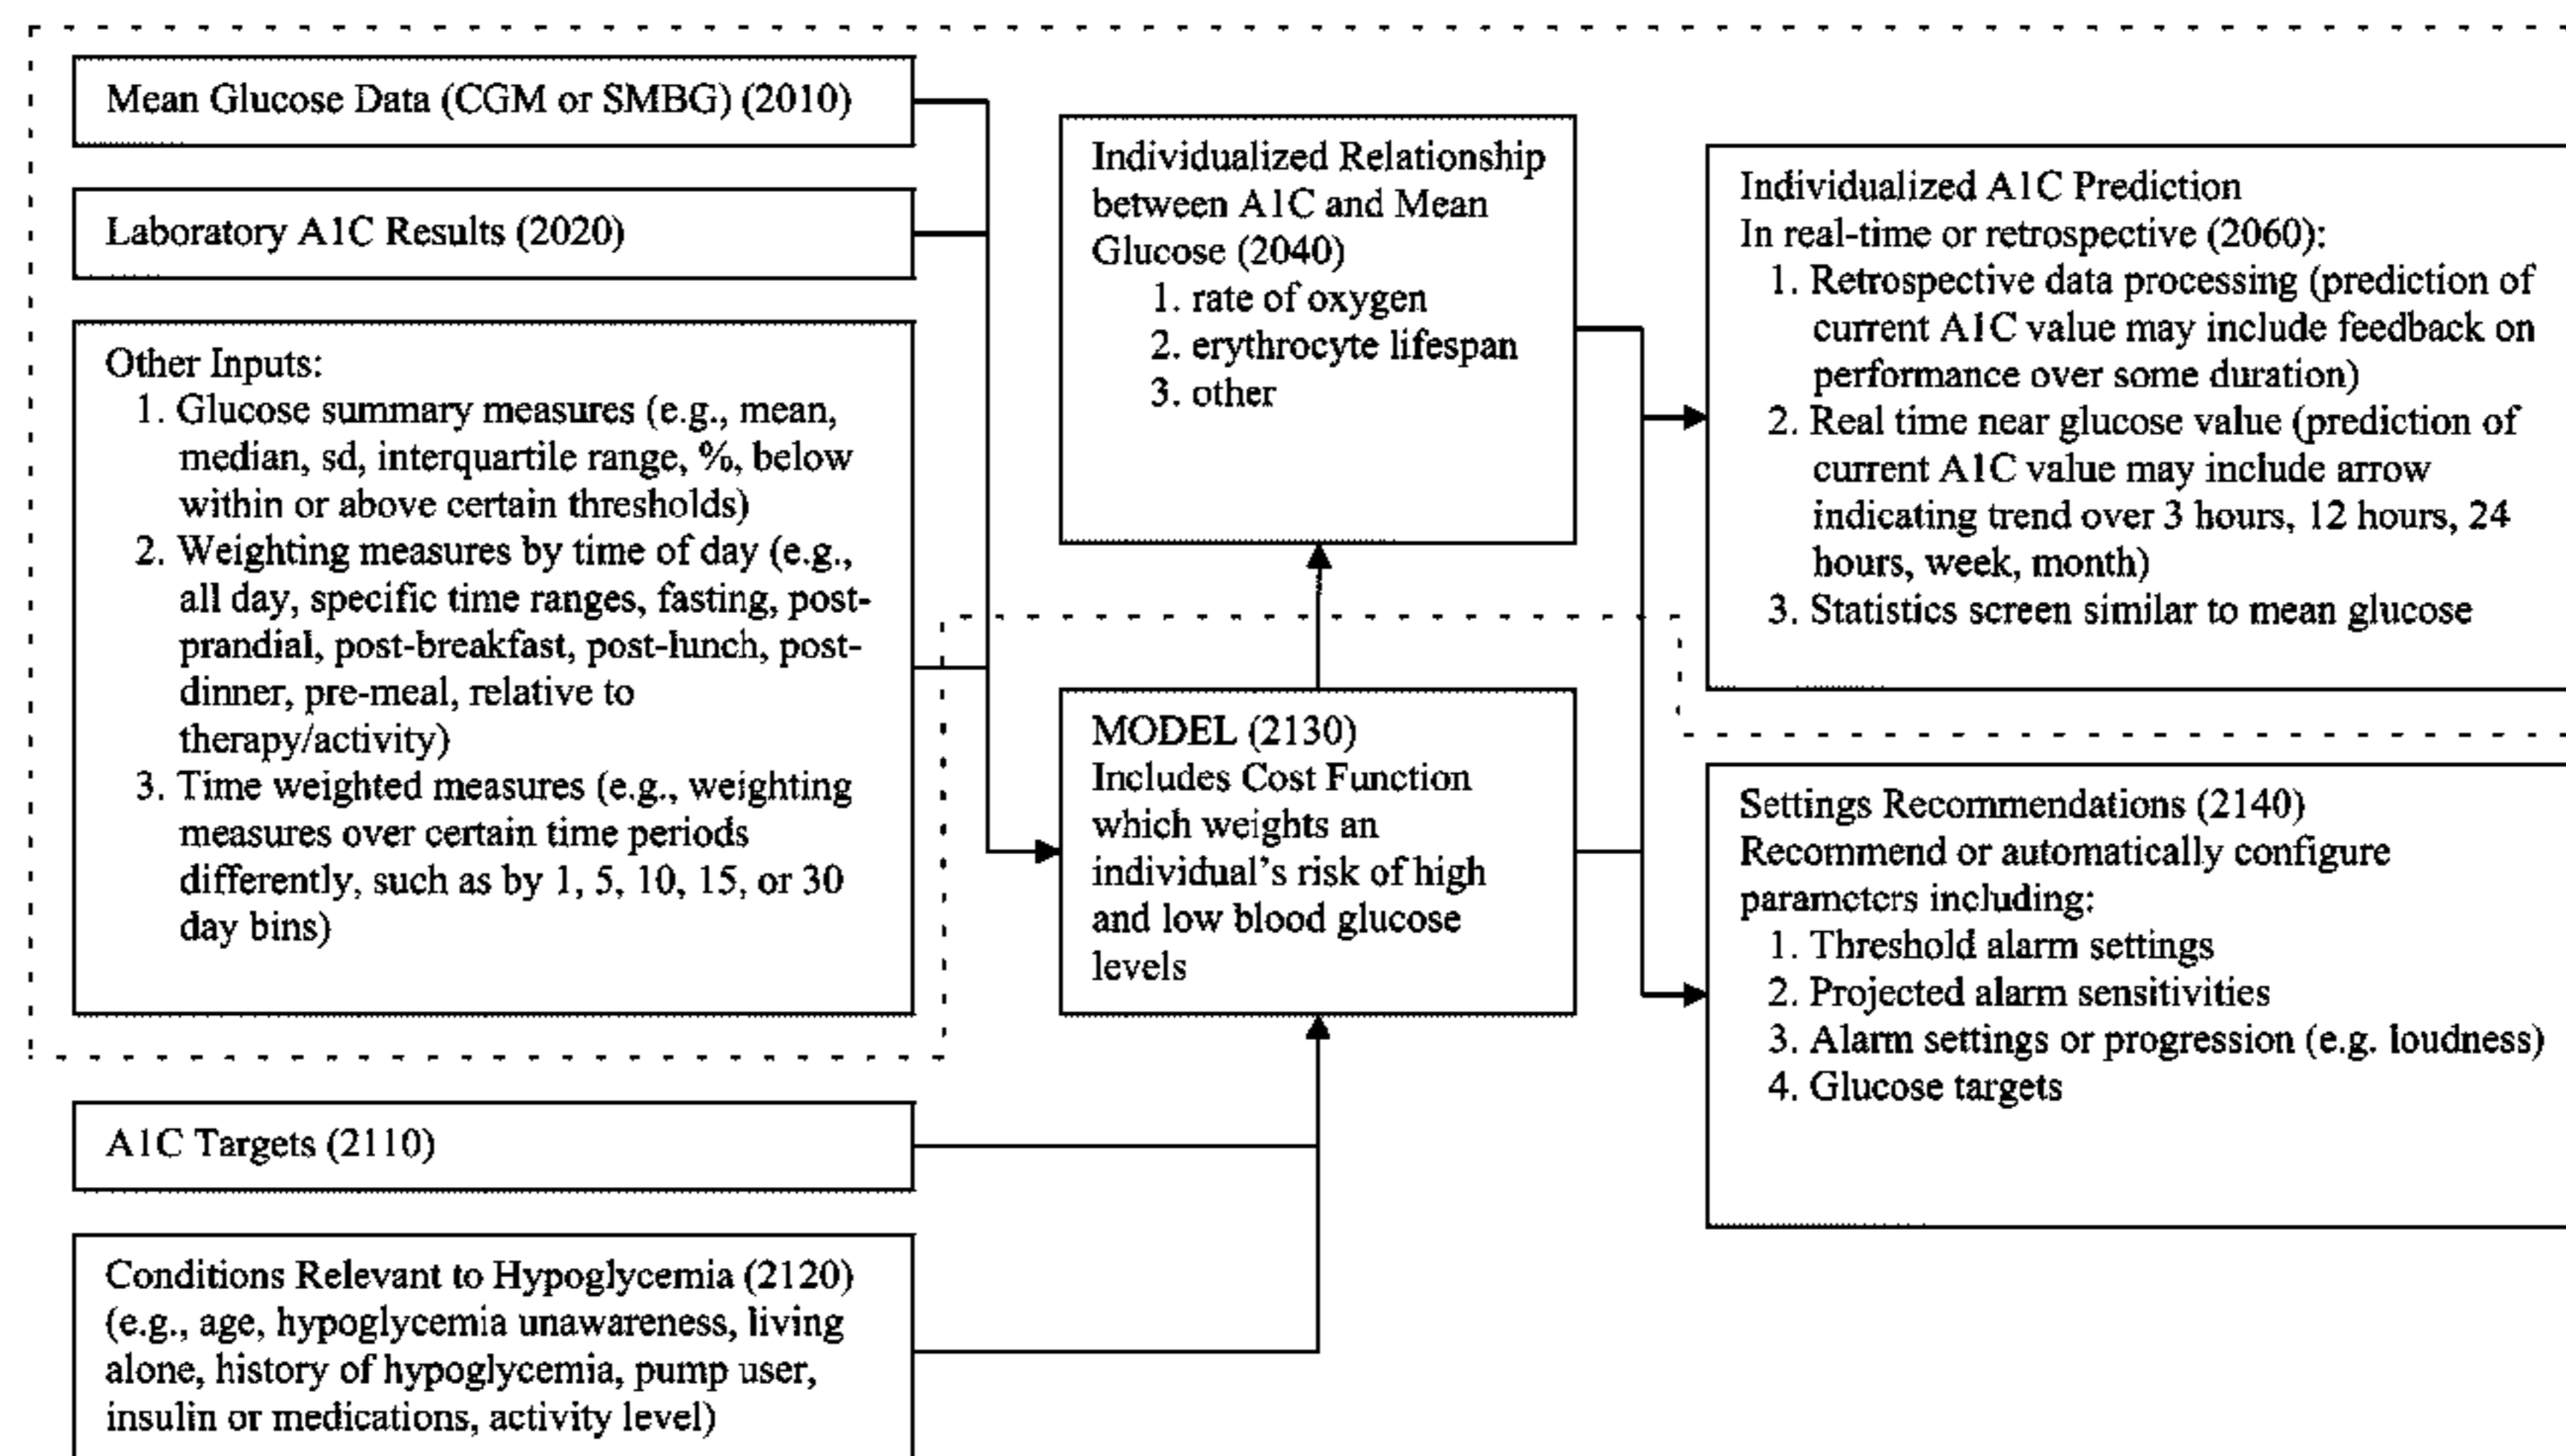 Mean Glucose Data (CGM or SMBG) (2010)
Laboratory A1C Results (2020)
Other Inputs:
1. Glucose summary measures (e.g., mean,
median, sd, interquartile range, %, below
within or above certain thresholds)
2. Weighting measures by time of day (e.g.,
all day, specific time ranges, fasting, post-
prandial, post-breakfast, post-lunch, post-
dinner, pre-meal, relative to
therapy/activity)
3. Time weighted measures (e.g., weighting
measures over certain time periods
differently, such as by 1, 5, 10, 15, or 30
day bins)
A1C Targets (2110)
Conditions Relevant to Hypoglycemia (2120)
(e.g., age, hypoglycemia unawareness, living
alone, history of hypoglycemia, pump user,
insulin or medications, activity level)
Individualized Relationship
between A1C and Mean
Glucose (2040)
1. rate of oxygen
2. erythrocyte lifespan
3. other
MODEL (2130)
Includes Cost Function
which weights an
individual's risk of high
and low blood glucose
levels
Individualized A1C Prediction
In real-time or retrospective (2060):
1. Retrospective data processing (prediction of
current A1C value may include feedback on
performance over some duration)
2. Real time near glucose value (prediction of
current A1C value may include arrow
indicating trend over 3 hours, 12 hours, 24
hours, week, month)
3. Statistics screen similar to mean glucose
Settings Recommendations (2140)
Recommend or automatically configure
parameters including:
1. Threshold alarm settings
2. Projected alarm sensitivities
3. Alarm settings or progression (e.g. loudness)
4. Glucose targets